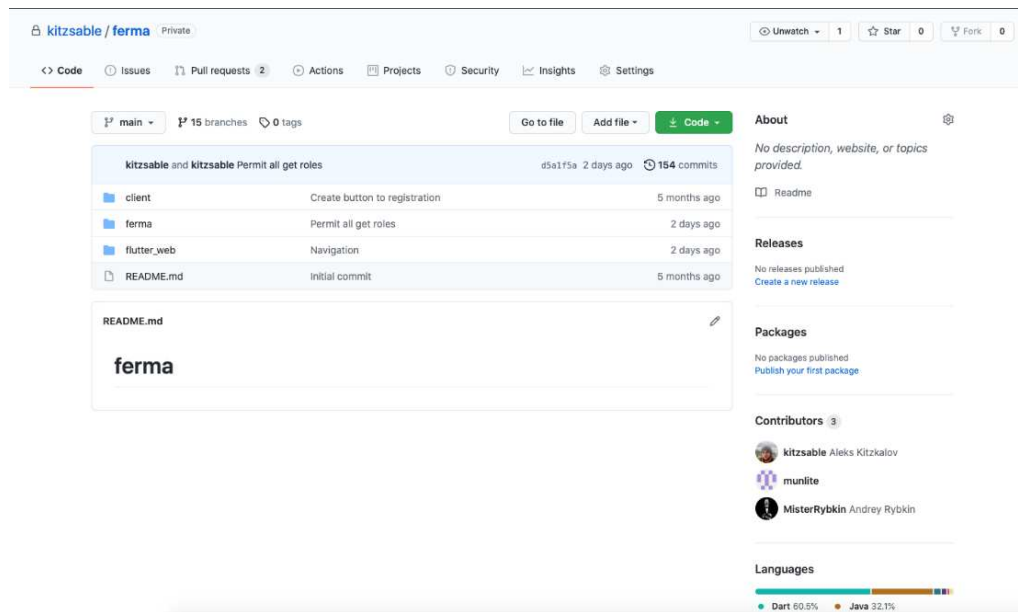 kitzsable / ferma Private
Unwatch 1 Star 0 Fork 0
Code Issues Pull requests 2 Actions Projects Security Insights Settings
main 15 branches 0 tags Go to file Add file Code
kitzsable and kitzsable Permit all get roles d5a1f5a 2 days ago 154 commits
client Create button to registration 5 months ago
ferma Permit all get roles 2 days ago
flutter_web Navigation 2 days ago
README.md Initial commit 5 months ago
README.md
ferma
About
No description, website, or topics
provided.
Readme
Releases
No releases published
Create a new release
Packages
No packages published
Publish your first package
Contributors 3
kitzsable Aleks Kitzkalov
munlite
MisterRybkin Andrey Rybkin
Languages
Dart 60.5% Java 32.1%